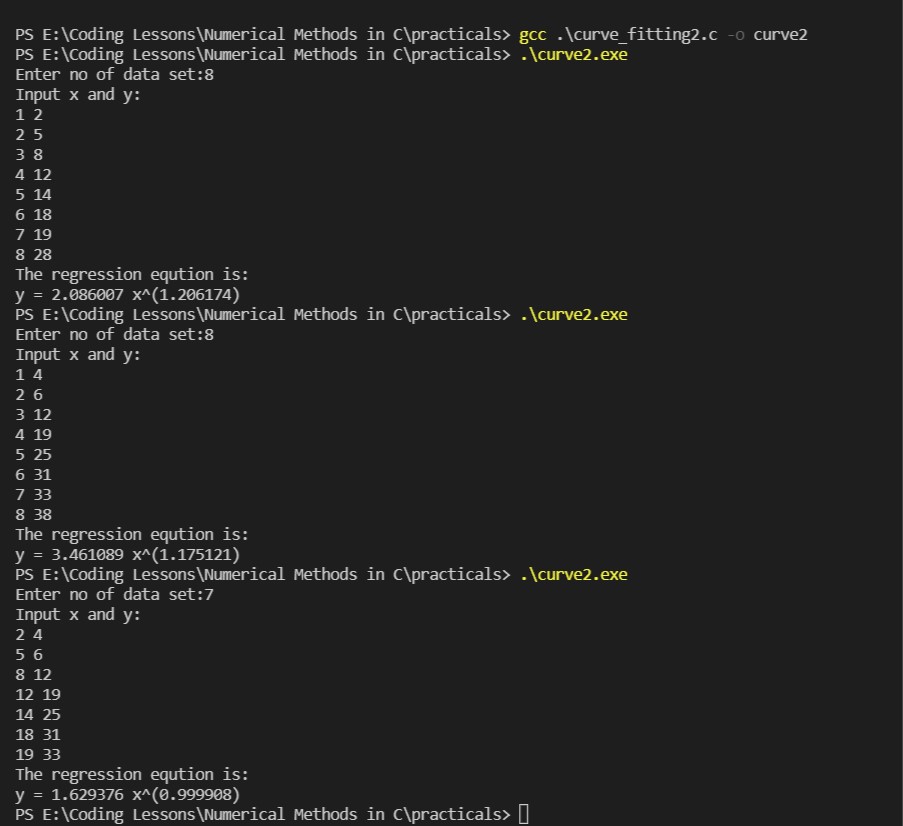 PS E:\Coding Lessons\Numerical Methods in C\practicals> gcc .\curve_fitting2.c -o curve2
PS E:\Coding Lessons\Numerical Methods in C\practicals> .\curve2.exe
Enter no of data set:8
Input x and y:
1 2
2 5
3 8
4 12
5 14
6 18
7 19
8 28
The regression eqution is:
y = 2.086007 x^(1.206174)
PS E:\Coding Lessons\Numerical Methods in C\practicals> .\curve2.exe
Enter no of data set:8
Input x and y:
1 4
2 6
3 12
4 19
5 25
6 31
7 33
8 38
The regression eqution is:
y = 3.461089 x^(1.175121)
PS E:\Coding Lessons\Numerical Methods in C\practicals> .\curve2.exe
Enter no of data set:7
Input x and y:
2 4
5 6
8 12
12 19
14 25
18 31
19 33
The regression eqution is:
y = 1.629376 x^(0.999908)
PS E:\Coding Lessons\Numerical Methods in C\practicals>